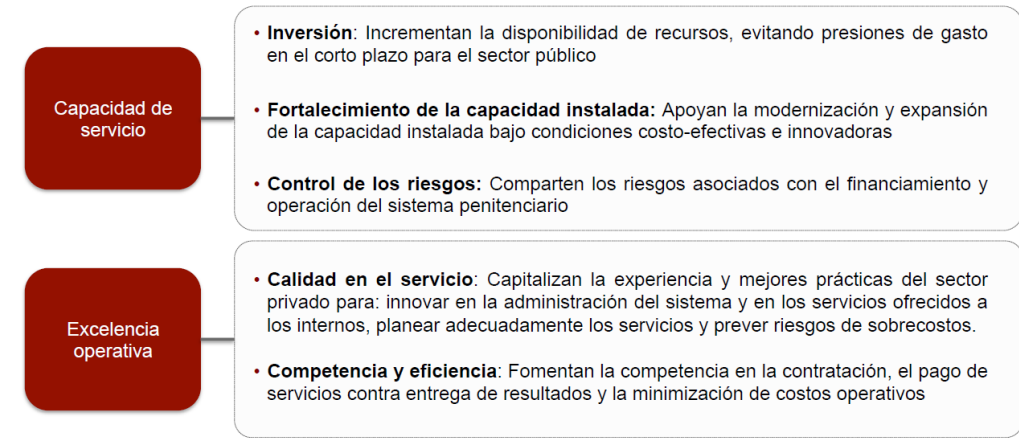 Capacidad de
servicio
• Inversión: Incrementan la disponibilidad de recursos, evitando presiones de gasto
en el corto plazo para el sector público
• Fortalecimiento de la capacidad instalada: Apoyan la modernización y expansión
de la capacidad instalada bajo condiciones costo-efectivas e innovadoras
• Control de los riesgos: Comparten los riesgos asociados con el financiamiento y
operación del sistema penitenciario
Excelencia
operativa
• Calidad en el servicio: Capitalizan la experiencia y mejores prácticas del sector
privado para: innovar en la administración del sistema y en los servicios ofrecidos a
los internos, planear adecuadamente los servicios y prever riesgos de sobrecostos.
• Competencia y eficiencia: Fomentan la competencia en la contratación, el pago de
servicios contra entrega de resultados y la minimización de costos operativos